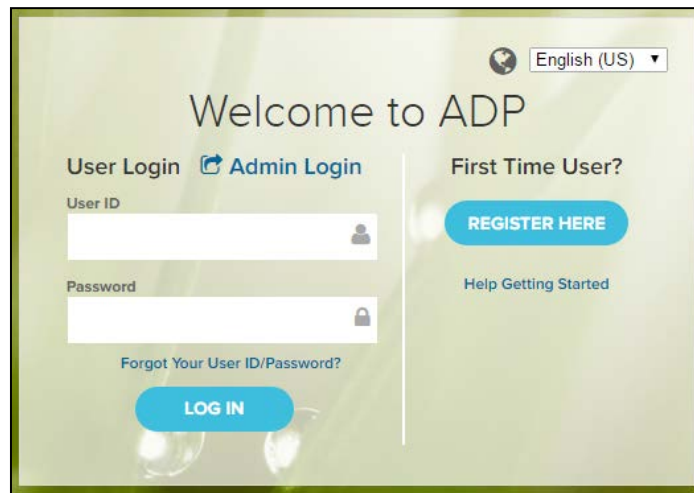 English (US)
Welcome to ADP
User Login Admin Login
User ID
Password
Forgot Your User ID/Password?
LOG IN
First Time User?
REGISTER HERE
Help Getting Started